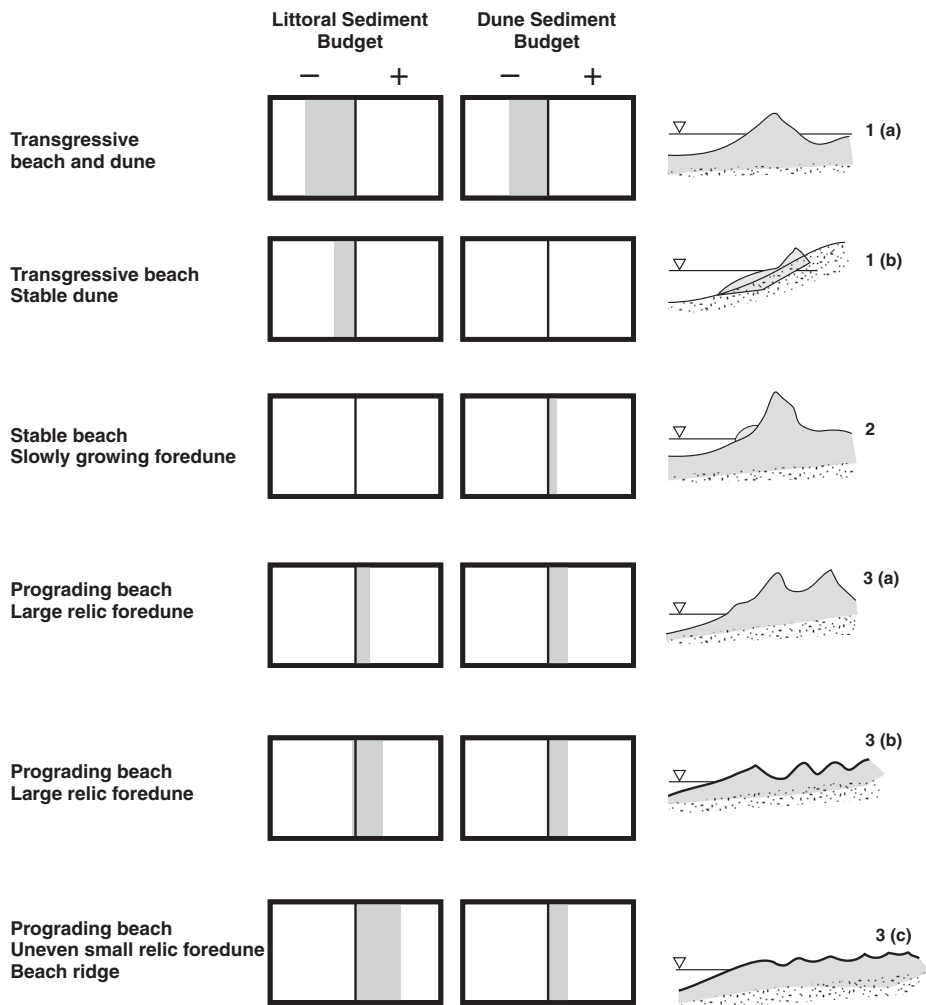 Littoral Sediment
Budget
Dune Sediment
Budget
− +
− +
Transgressive
beach and dune
1 (a)
Transgressive beach
Stable dune
1 (b)
Stable beach
Slowly growing foredune
2
Prograding beach
Large relic foredune
3 (a)
Prograding beach
Large relic foredune
3 (b)
Prograding beach
Uneven small relic foredune
Beach ridge
3 (c)